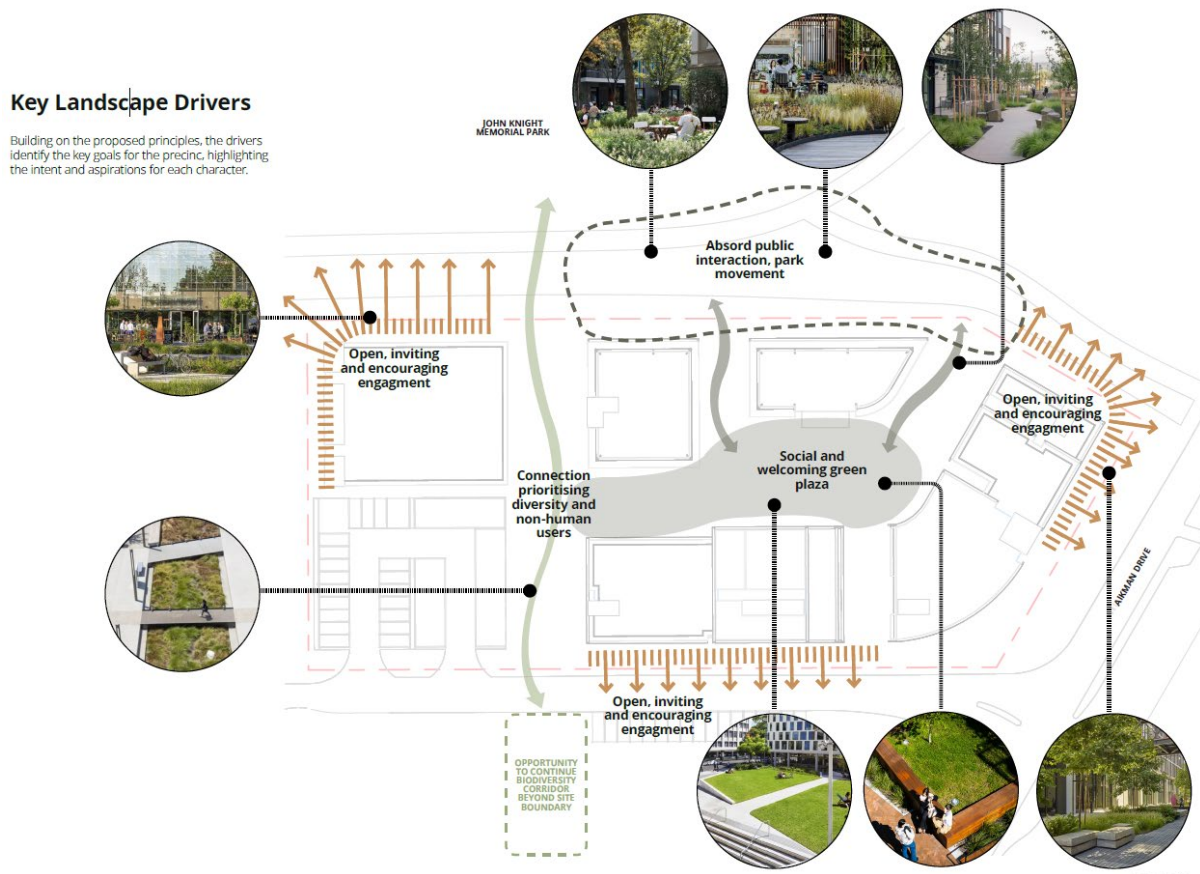 Key Landscape Drivers
Building on the proposed principles, the drivers
identify the key goals for the precinc, highlighting
the intent and aspirations for each character.
JOHN KNIGHT
MEMORIAL PARK
Absord public
interaction, park
movement
Open, inviting
and encouraging
engagment
Open, inviting
and encouraging
engagment
Social and
welcoming green
plaza
Connection
prioritising
diversity and
non-human
users
AIKMAN DRIVE
Open, inviting
and encouraging
engagment
OPPORTUNITY
TO CONTINUE
BIODIVERSITY
CORRIDOR
BEYOND SITE
BOUNDARY